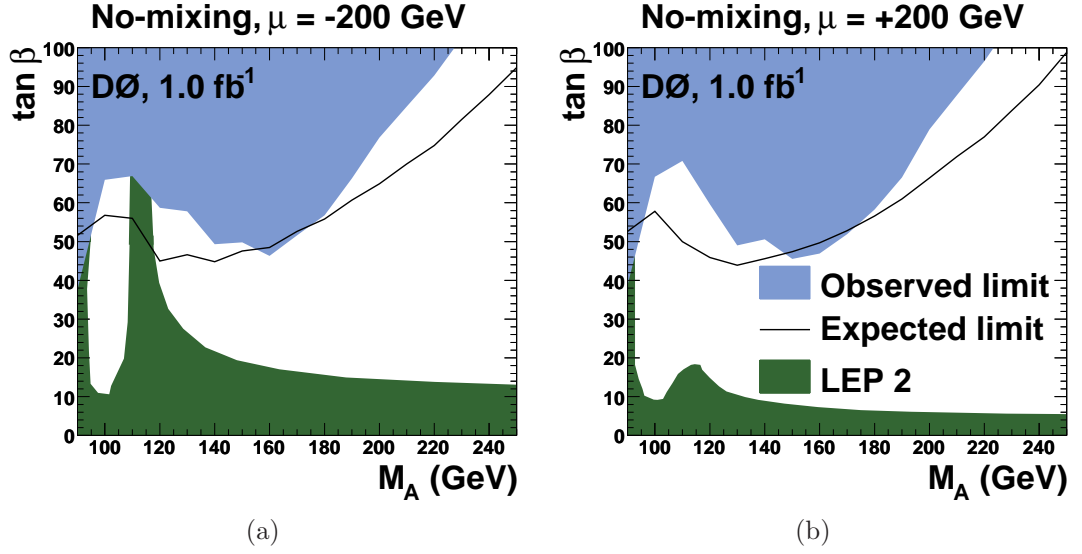 No-mixing, μ = -200 GeV
tan β
100
90
80
70
60
50
40
30
20
10
0
DØ, 1.0 fb-1
100 120 140 160 180 200 220 240
M_A (GeV)
(a)
No-mixing, μ = +200 GeV
tan β
100
90
80
70
60
50
40
30
20
10
0
DØ, 1.0 fb-1
Observed limit
Expected limit
LEP 2
100 120 140 160 180 200 220 240
M_A (GeV)
(b)